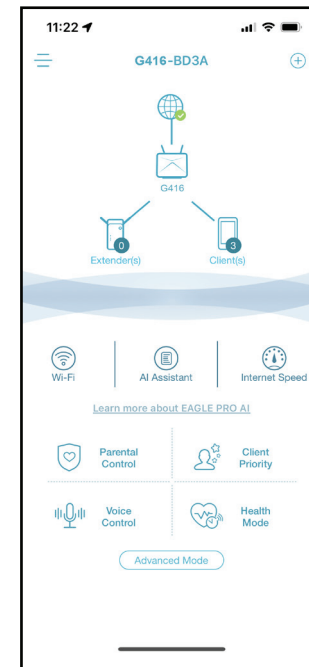 11:22
G416-BD3A
G416
0
3
Extender(s)
Client(s)
Wi-Fi
AI Assistant
Internet Speed
Learn more about EAGLE PRO AI
Parental
Control
Client
Priority
Voice
Control
Health
Mode
Advanced Mode